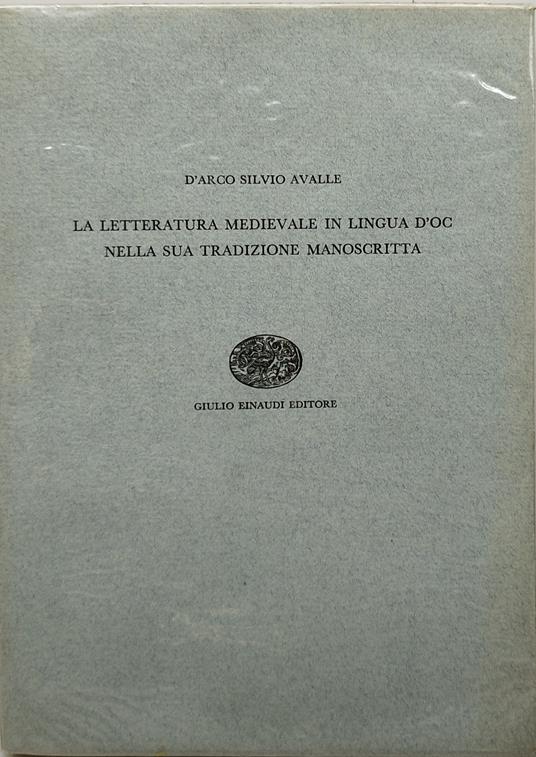 D'ARCO SILVIO AVALLE
LA LETTERATURA MEDIEVALE IN LINGUA D'OC
NELLA SUA TRADIZIONE MANOSCRITTA
GIULIO EINAUDI EDITORE